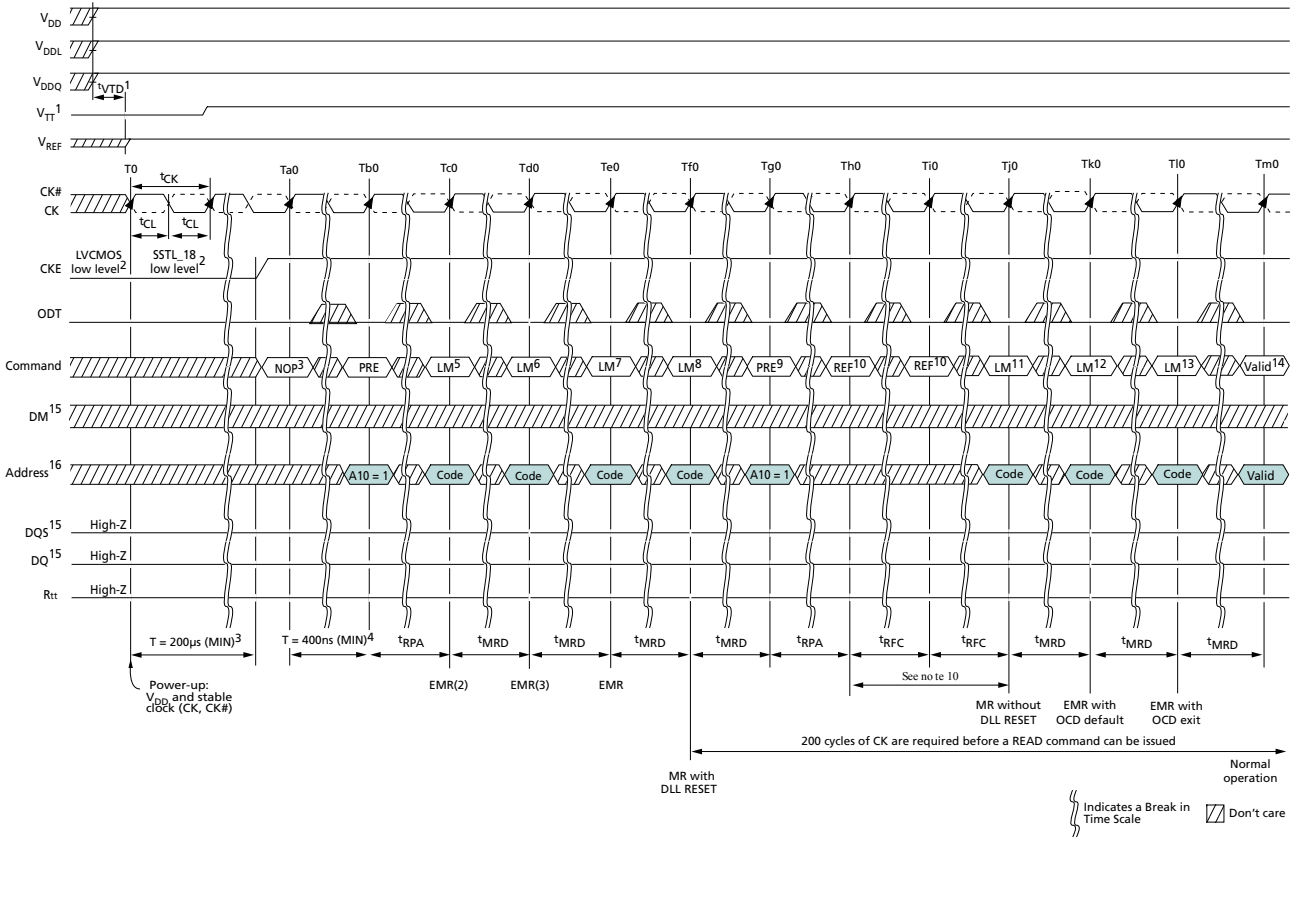 VDD
VDDL
VDDQ
tVTD1
VTT1
VREF
T0 Ta0 Tb0 Tc0 Td0 Te0 Tf0 Tg0 Th0 Ti0 Tj0 Tk0 Tl0 Tm0
tCK
CK#
CK
tCL tCL
LVCMOS low level2
SSTL_18 low level2
CKE
ODT
Command NOP3 PRE LM5 LM6 LM7 LM8 PRE9 REF10 REF10 LM11 LM12 LM13 Valid14
DM15
Address16 A10 = 1 Code Code Code Code A10 = 1 Code Code Code Valid
DQS15 High-Z
DQ15 High-Z
Rtt High-Z
T = 200µs (MIN)3 T = 400ns (MIN)4 tRPA tMRD tMRD tMRD tMRD tRPA tRFC tRFC tMRD tMRD tMRD
See note 10
Power-up:
VDD and stable
clock (CK, CK#)
EMR(2) EMR(3) EMR
MR without
DLL RESET
EMR with
OCD default
EMR with
OCD exit
200 cycles of CK are required before a READ command can be issued
MR with
DLL RESET
Normal
operation
Indicates a Break in
Time Scale
Don't care